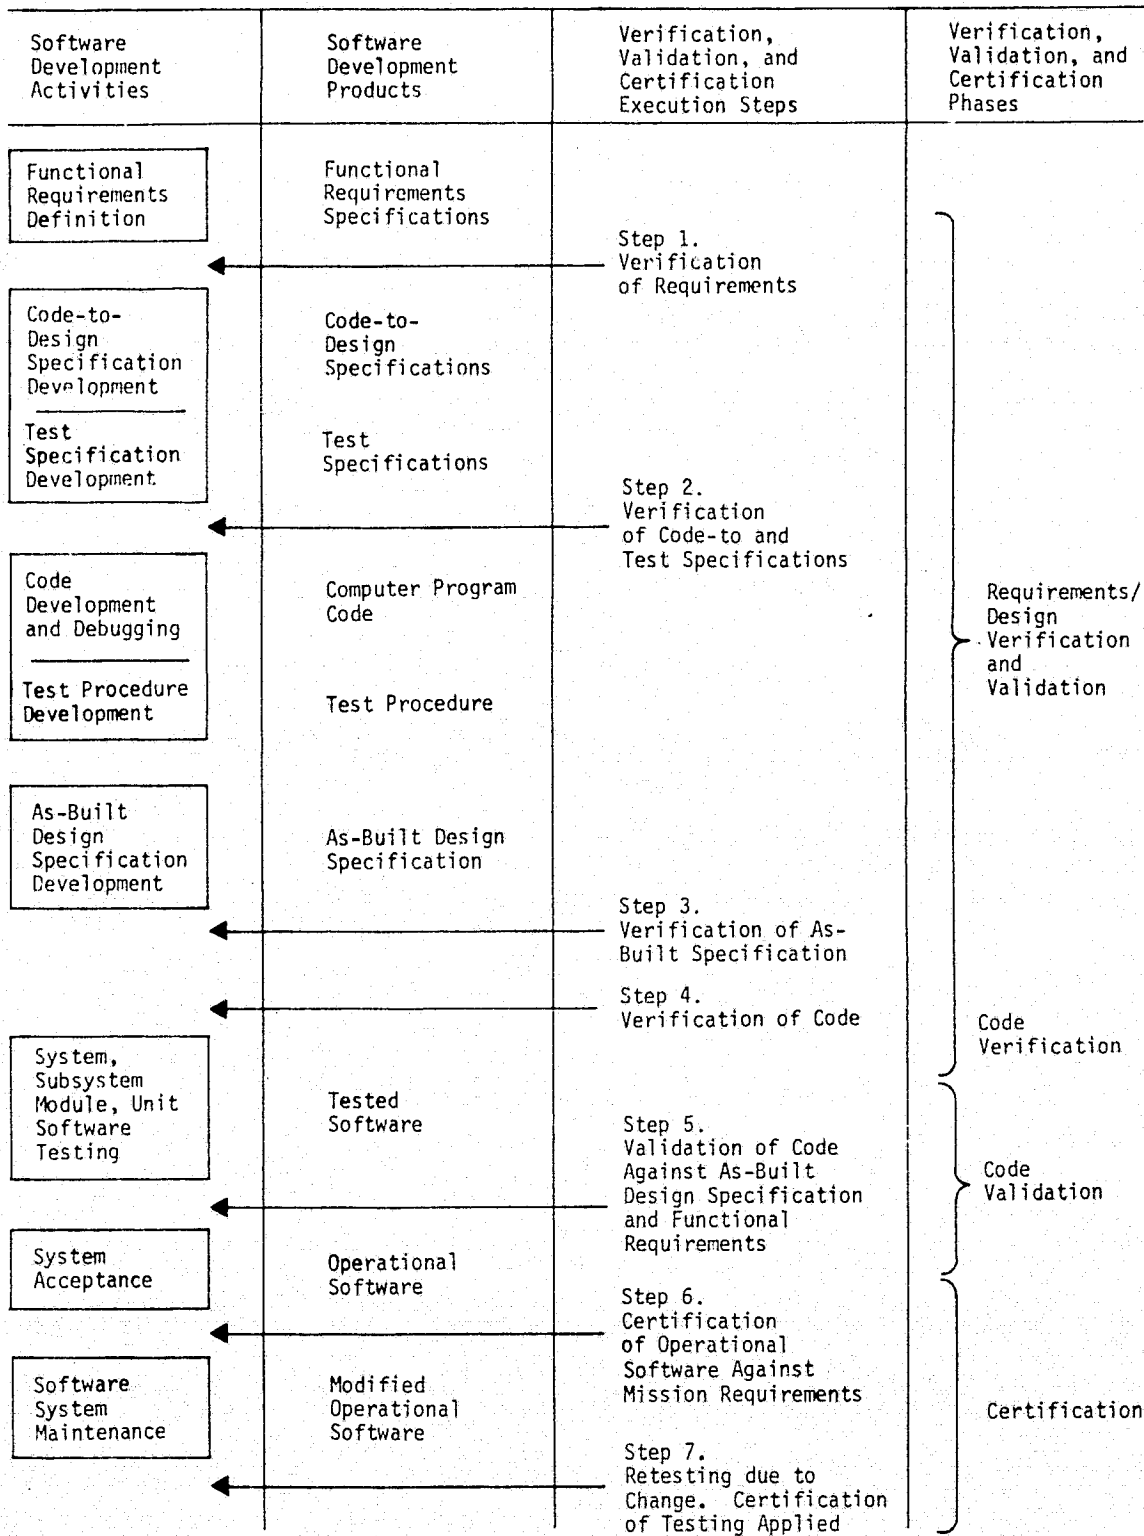 Software
Development
Activities
Software
Development
Products
Verification,
Validation, and
Certification
Execution Steps
Verification,
Validation, and
Certification
Phases
Functional
Requirements
Definition
Functional
Requirements
Specifications
Step 1.
Verification
of Requirements
Code-to-
Design
Specification
Development
Code-to-
Design
Specifications
Test
Specification
Development
Test
Specifications
Step 2.
Verification
of Code-to and
Test Specifications
Code
Development
and Debugging
Computer Program
Code
Requirements/
Design
Verification
and
Validation
Test Procedure
Development
Test Procedure
As-Built
Design
Specification
Development
As-Built Design
Specification
Step 3.
Verification of As-
Built Specification
Step 4.
Verification of Code
Code
Verification
System,
Subsystem
Module, Unit
Software
Testing
Tested
Software
Step 5.
Validation of Code
Against As-Built
Design Specification
and Functional
Requirements
Code
Validation
System
Acceptance
Operational
Software
Step 6.
Certification
of Operational
Software Against
Mission Requirements
Software
System
Maintenance
Modified
Operational
Software
Certification
Step 7.
Retesting due to
Change. Certification
of Testing Applied